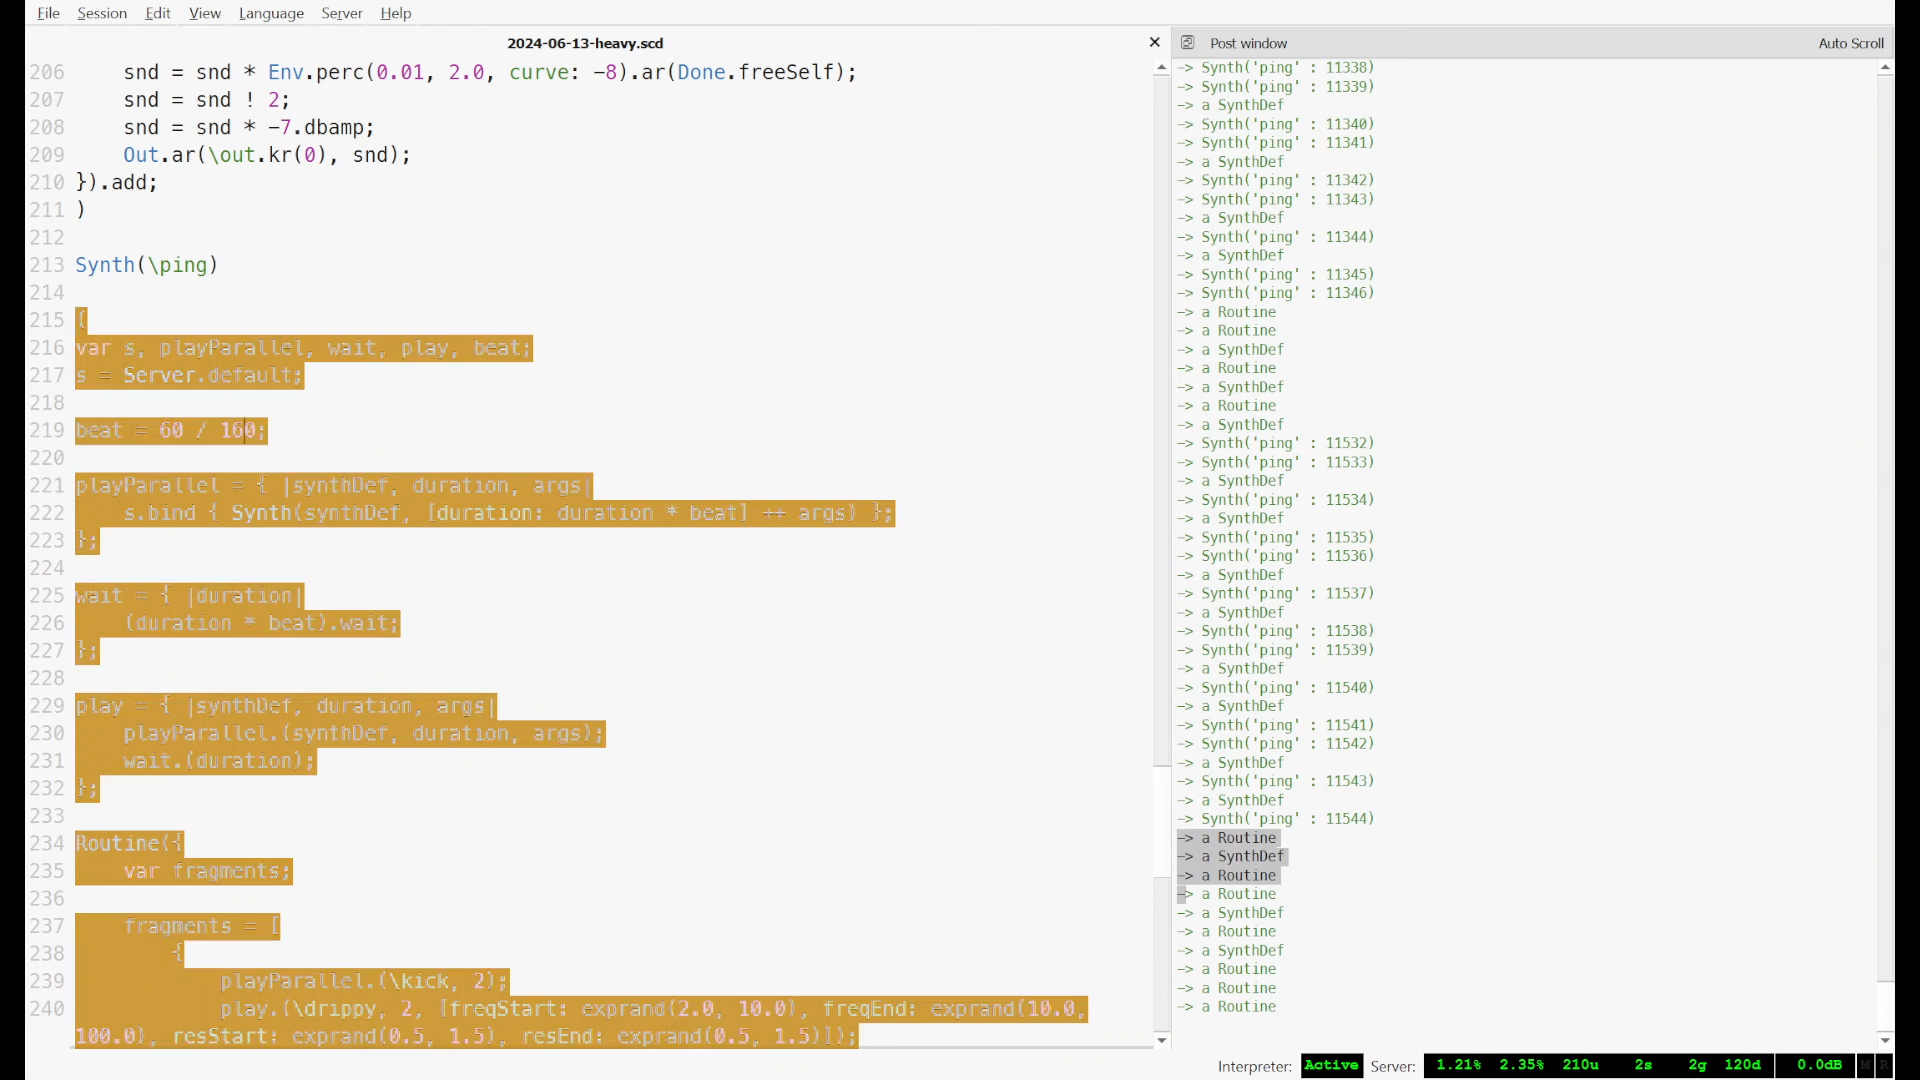 File Session Edit View Language Server Help
2024-06-13-heavy.scd
206 snd = snd * Env.perc(0.01, 2.0, curve: -8).ar(Done.freeSelf);
207 snd = snd ! 2;
208 snd = snd * -7.dbamp;
209 Out.ar(\out.kr(0), snd);
210 }).add;
211 )
212
213 Synth(\ping)
214
215 (
216 var s, playParallel, wait, play, beat;
217 s = Server.default;
218
219 beat = 60 / 160;
220
221 playParallel = { |synthDef, duration, args|
222 s.bind { Synth(synthDef, [duration: duration * beat] ++ args) };
223 };
224
225 wait = { |duration|
226 (duration * beat).wait;
227 };
228
229 play = { |synthDef, duration, args|
230 playParallel.(synthDef, duration, args);
231 wait.(duration);
232 };
233
234 Routine({
235 var fragments;
236
237 fragments = [
238 {
239 playParallel.(\kick, 2);
240 play.(\drippy, 2, [freqStart: exprand(2.0, 10.0), freqEnd: exprand(10.0,
100.0), resStart: exprand(0.5, 1.5), resEnd: exprand(0.5, 1.5)]);
Post window Auto Scroll
-> Synth('ping' : 11338)
-> Synth('ping' : 11339)
-> a SynthDef
-> Synth('ping' : 11340)
-> Synth('ping' : 11341)
-> a SynthDef
-> Synth('ping' : 11342)
-> Synth('ping' : 11343)
-> a SynthDef
-> Synth('ping' : 11344)
-> a SynthDef
-> Synth('ping' : 11345)
-> Synth('ping' : 11346)
-> a Routine
-> a Routine
-> a SynthDef
-> a Routine
-> a SynthDef
-> a Routine
-> a SynthDef
-> Synth('ping' : 11532)
-> Synth('ping' : 11533)
-> a SynthDef
-> Synth('ping' : 11534)
-> a SynthDef
-> Synth('ping' : 11535)
-> Synth('ping' : 11536)
-> a SynthDef
-> Synth('ping' : 11537)
-> a SynthDef
-> Synth('ping' : 11538)
-> Synth('ping' : 11539)
-> a SynthDef
-> Synth('ping' : 11540)
-> a SynthDef
-> Synth('ping' : 11541)
-> Synth('ping' : 11542)
-> a SynthDef
-> Synth('ping' : 11543)
-> a SynthDef
-> Synth('ping' : 11544)
-> a Routine
-> a SynthDef
-> a Routine
-> a Routine
-> a SynthDef
-> a Routine
-> a SynthDef
-> a Routine
-> a Routine
-> a Routine
Interpreter: Active Server: 1.21% 2.35% 210u 2s 2g 120d 0.0dB M R